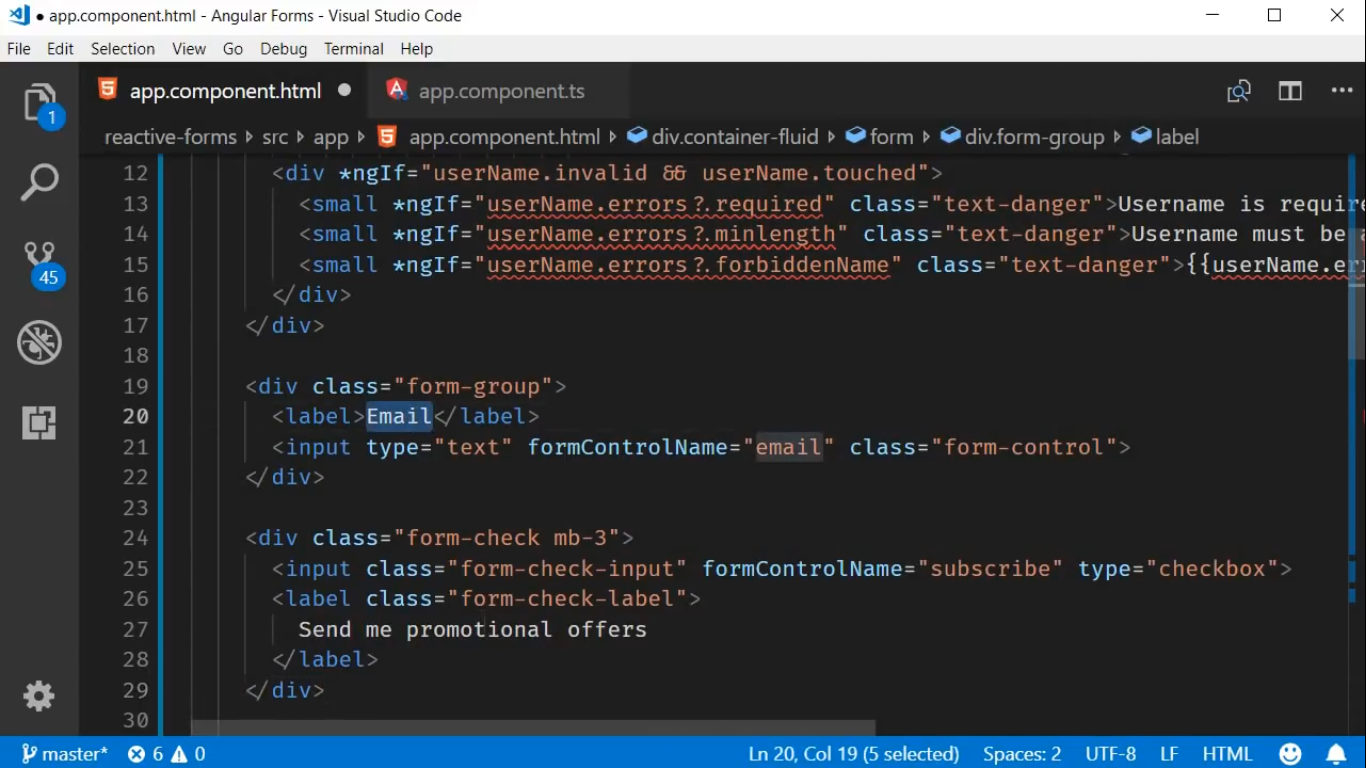 app.component.html - Angular Forms - Visual Studio Code
File Edit Selection View Go Debug Terminal Help
1
app.component.html app.component.ts
reactive-forms src app app.component.html div.container-fluid form div.form-group label
12 <div *ngIf="userName.invalid && userName.touched">
13 <small *ngIf="userName.errors?.required" class="text-danger">Username is require
14 <small *ngIf="userName.errors?.minlength" class="text-danger">Username must be a
15 <small *ngIf="userName.errors?.forbiddenName" class="text-danger">{{userName.err
45
16 </div>
17 </div>
18
19 <div class="form-group">
20 <label>Email</label>
21 <input type="text" formControlName="email" class="form-control">
22 </div>
23
24 <div class="form-check mb-3">
25 <input class="form-check-input" formControlName="subscribe" type="checkbox">
26 <label class="form-check-label">
27 Send me promotional offers
28 </label>
29 </div>
30
master* 6 0 Ln 20, Col 19 (5 selected) Spaces: 2 UTF-8 LF HTML